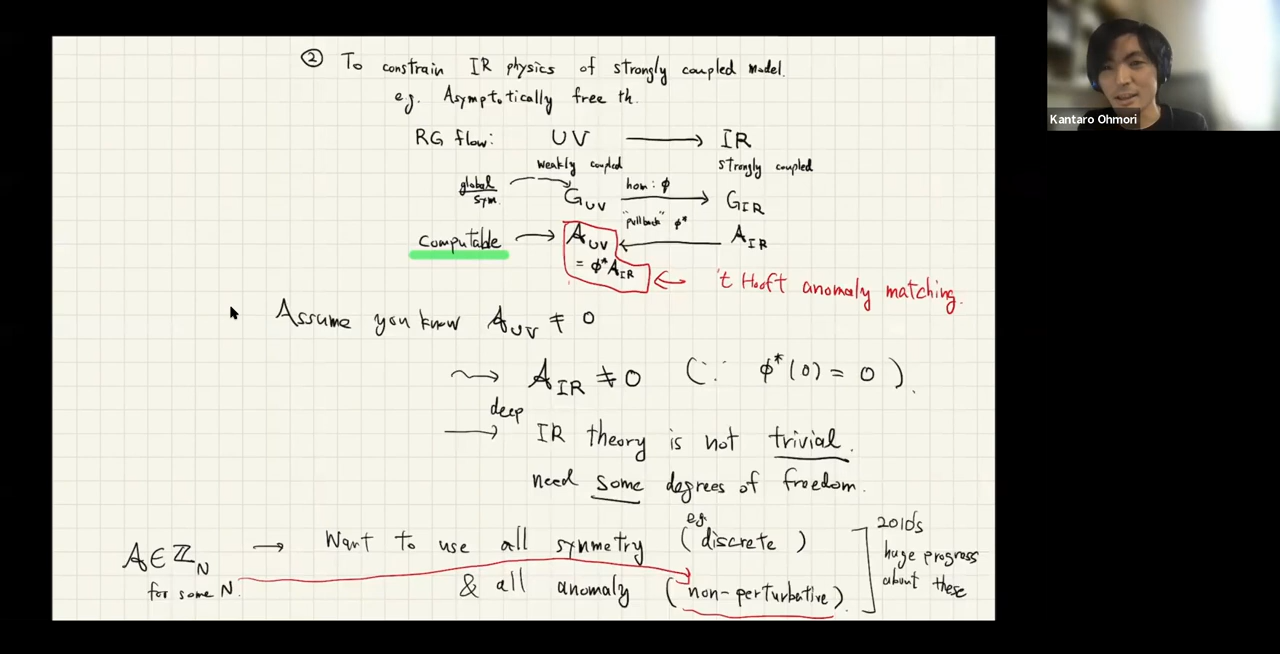 ② To constrain IR physics of strongly coupled model.
e.g. Asymptotically free th.
RG flow: UV → IR
weakly coupled strongly coupled
global sym. G_UV hom: φ → G_IR
"pullback" φ*
computable → A_UV ← A_IR
= φ* A_IR ← 't Hooft anomaly matching.
Assume you know A_UV ≠ 0
⇝ A_IR ≠ 0 (∵ φ*(0) = 0).
deep
→ IR theory is not trivial.
need some degrees of freedom.
A ∈ ℤ_N → Want to use all symmetry (e.g. discrete)
for some N. & all anomaly (non-perturbative).
2010's
huge progress
about these
Kantaro Ohmori